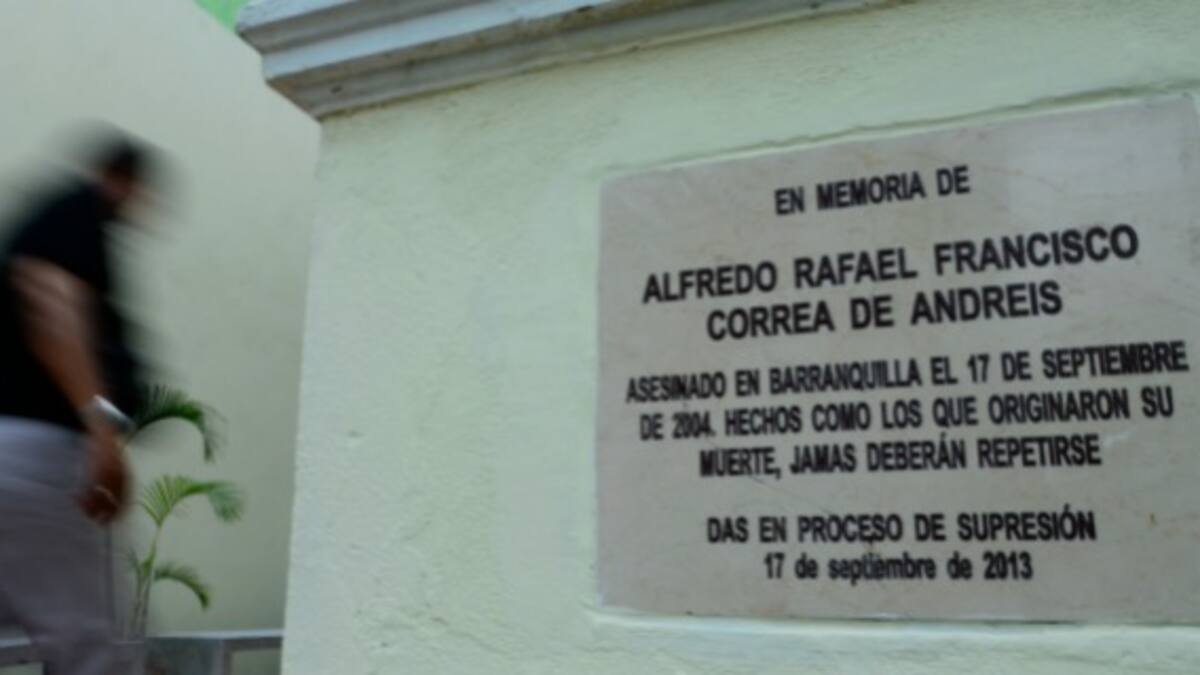 EN MEMORIA DE
ALFREDO RAFAEL FRANCISCO
CORREA DE ANDREIS
ASESINADO EN BARRANQUILLA EL 17 DE SEPTIEMBRE
DE 2004. HECHOS COMO LOS QUE ORIGINARON SU
MUERTE, JAMAS DEBERÁN REPETIRSE
DAS EN PROCESO DE SUPRESIÓN
17 de septiembre de 2013